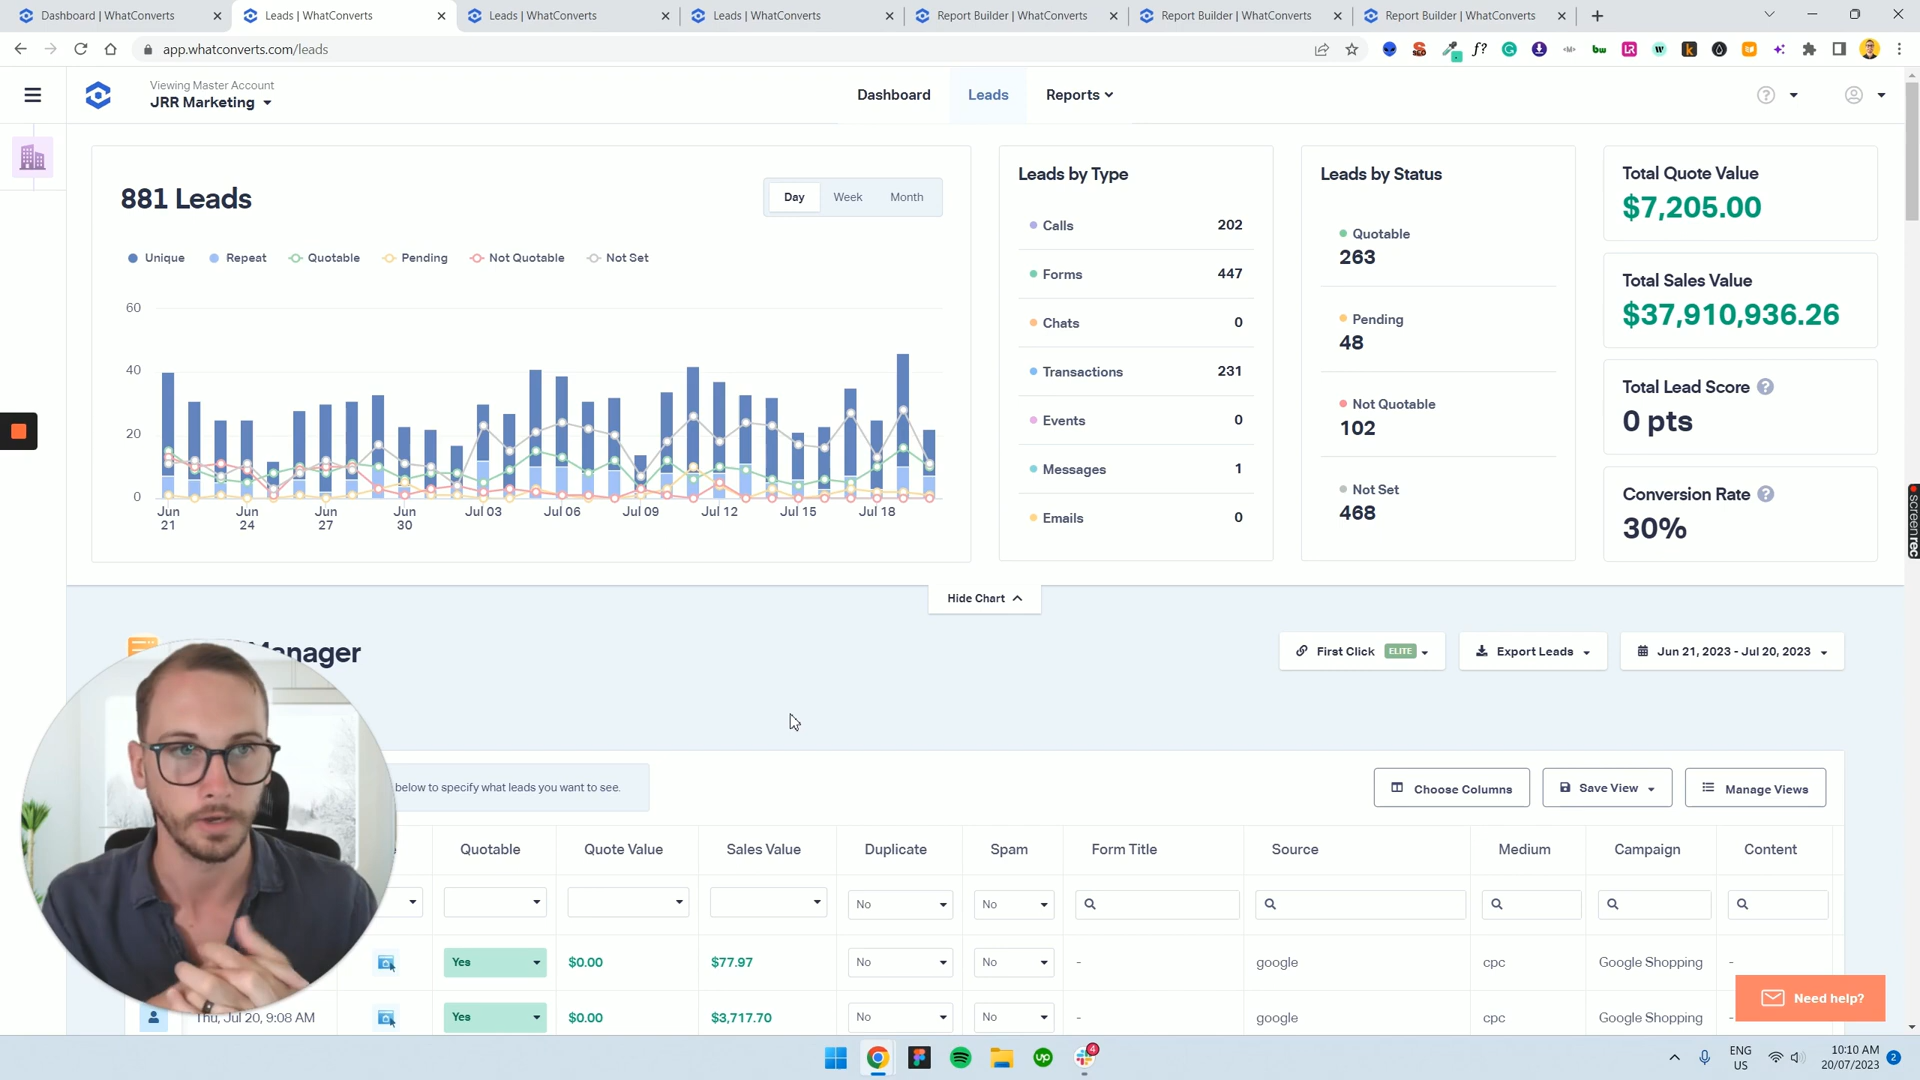 Dashboard | WhatConverts
Leads | WhatConverts
Leads | WhatConverts
Leads | WhatConverts
Report Builder | WhatConverts
Report Builder | WhatConverts
Report Builder | WhatConverts
app.whatconverts.com/leads
Viewing Master Account
JRR Marketing
Dashboard
Leads
Reports
881 Leads
Day
Week
Month
Unique
Repeat
Quotable
Pending
Not Quotable
Not Set
60
40
20
0
Jun 21
Jun 24
Jun 27
Jun 30
Jul 03
Jul 06
Jul 09
Jul 12
Jul 15
Jul 18
Leads by Type
Calls 202
Forms 447
Chats 0
Transactions 231
Events 0
Messages 1
Emails 0
Leads by Status
Quotable
263
Pending
48
Not Quotable
102
Not Set
468
Total Quote Value
$7,205.00
Total Sales Value
$37,910,936.26
Total Lead Score
0 pts
Conversion Rate
30%
screenrec
Hide Chart
Manager
First Click ELITE
Export Leads
Jun 21, 2023 - Jul 20, 2023
below to specify what leads you want to see.
Choose Columns
Save View
Manage Views
Quotable Quote Value Sales Value Duplicate Spam Form Title Source Medium Campaign Content
No No
Yes $0.00 $77.97 No No - google cpc Google Shopping -
Thu, Jul 20, 9:08 AM Yes $0.00 $3,717.70 No No - google cpc Google Shopping
Need help?
4
ENG
US
10:10 AM
20/07/2023
2